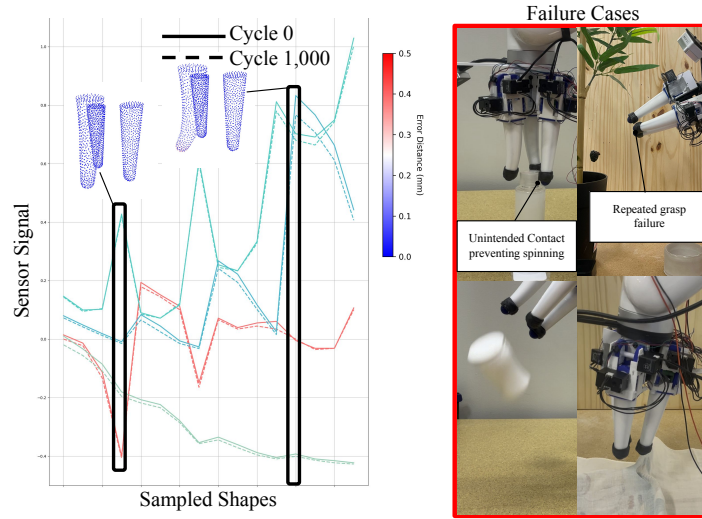 Failure Cases
Cycle 0
Cycle 1,000
1.0
0.8
0.6
0.4
0.2
0.0
−0.2
−0.4
Sensor Signal
Sampled Shapes
0.5
0.4
0.3
0.2
0.1
0.0
Error Distance (mm)
Unintended Contact
preventing spinning
Repeated grasp
failure